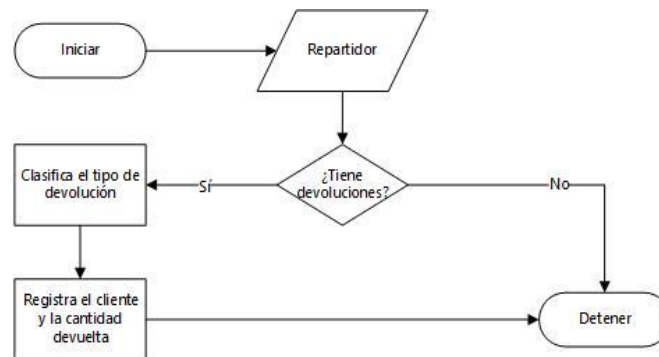 Iniciar
Repartidor
¿Tiene
devoluciones?
Sí
No
Clasifica el tipo de
devolución
Registra el cliente
y la cantidad
devuelta
Detener